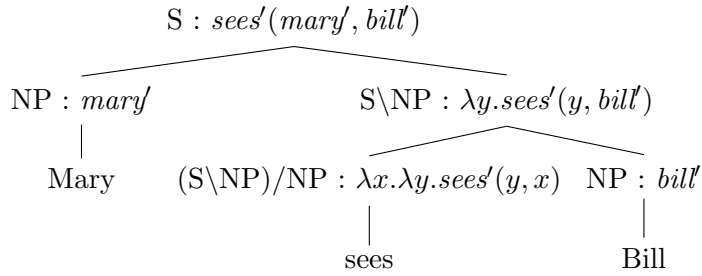 S : sees′(mary′, bill′)
NP : mary′ S\NP : λy.sees′(y, bill′)
Mary (S\NP)/NP : λx.λy.sees′(y, x) NP : bill′
sees Bill